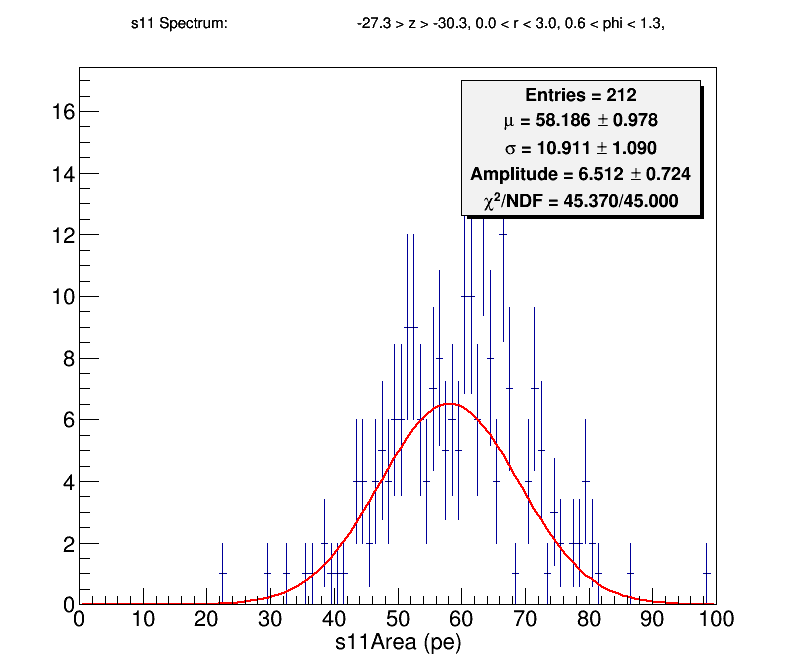 s11 Spectrum: -27.3 > z > -30.3, 0.0 < r < 3.0, 0.6 < phi < 1.3,
Entries = 212
μ = 58.186 ± 0.978
σ = 10.911 ± 1.090
Amplitude = 6.512 ± 0.724
χ²/NDF = 45.370/45.000
16
14
12
10
8
6
4
2
0
0 10 20 30 40 50 60 70 80 90 100
s11Area (pe)